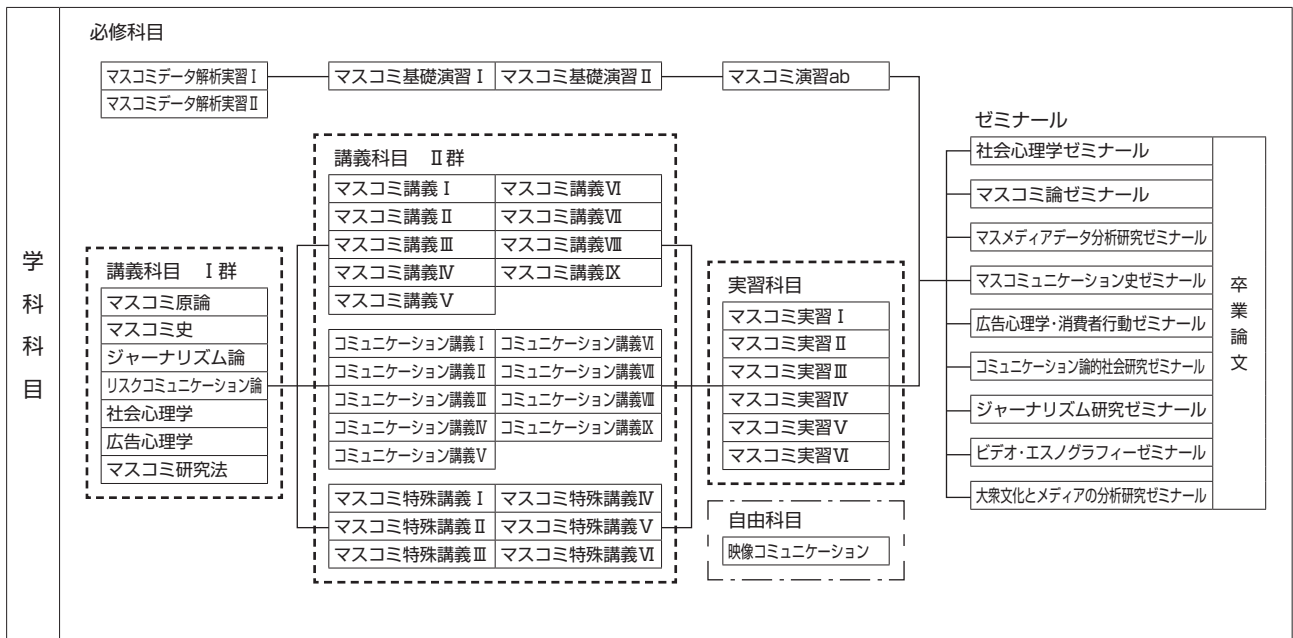 学科科目
必修科目
マスコミデータ解析実習Ⅰ
マスコミデータ解析実習Ⅱ
マスコミ基礎演習Ⅰ マスコミ基礎演習Ⅱ
マスコミ演習ab
講義科目 Ⅰ群
マスコミ原論
マスコミ史
ジャーナリズム論
リスクコミュニケーション論
社会心理学
広告心理学
マスコミ研究法
講義科目 Ⅱ群
マスコミ講義Ⅰ マスコミ講義Ⅵ
マスコミ講義Ⅱ マスコミ講義Ⅶ
マスコミ講義Ⅲ マスコミ講義Ⅷ
マスコミ講義Ⅳ マスコミ講義Ⅸ
マスコミ講義Ⅴ
コミュニケーション講義Ⅰ コミュニケーション講義Ⅵ
コミュニケーション講義Ⅱ コミュニケーション講義Ⅶ
コミュニケーション講義Ⅲ コミュニケーション講義Ⅷ
コミュニケーション講義Ⅳ コミュニケーション講義Ⅸ
コミュニケーション講義Ⅴ
マスコミ特殊講義Ⅰ マスコミ特殊講義Ⅳ
マスコミ特殊講義Ⅱ マスコミ特殊講義Ⅴ
マスコミ特殊講義Ⅲ マスコミ特殊講義Ⅵ
実習科目
マスコミ実習Ⅰ
マスコミ実習Ⅱ
マスコミ実習Ⅲ
マスコミ実習Ⅳ
マスコミ実習Ⅴ
マスコミ実習Ⅵ
自由科目
映像コミュニケーション
ゼミナール
社会心理学ゼミナール
マスコミ論ゼミナール
マスメディアデータ分析研究ゼミナール
マスコミュニケーション史ゼミナール
広告心理学・消費者行動ゼミナール
コミュニケーション論的社会研究ゼミナール
ジャーナリズム研究ゼミナール
ビデオ・エスノグラフィーゼミナール
大衆文化とメディアの分析研究ゼミナール
卒業論文